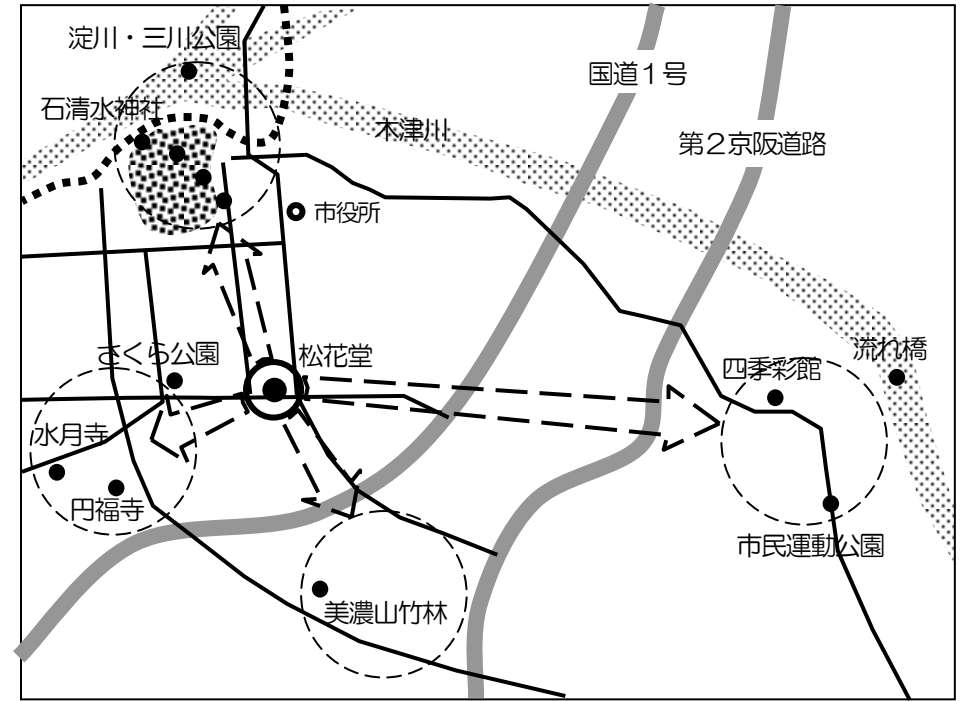 淀川・三川公園
国道１号
石清水神社
木津川
第２京阪道路
市役所
さくら公園
松花堂
四季彩館
流れ橋
水月寺
円福寺
市民運動公園
美濃山竹林